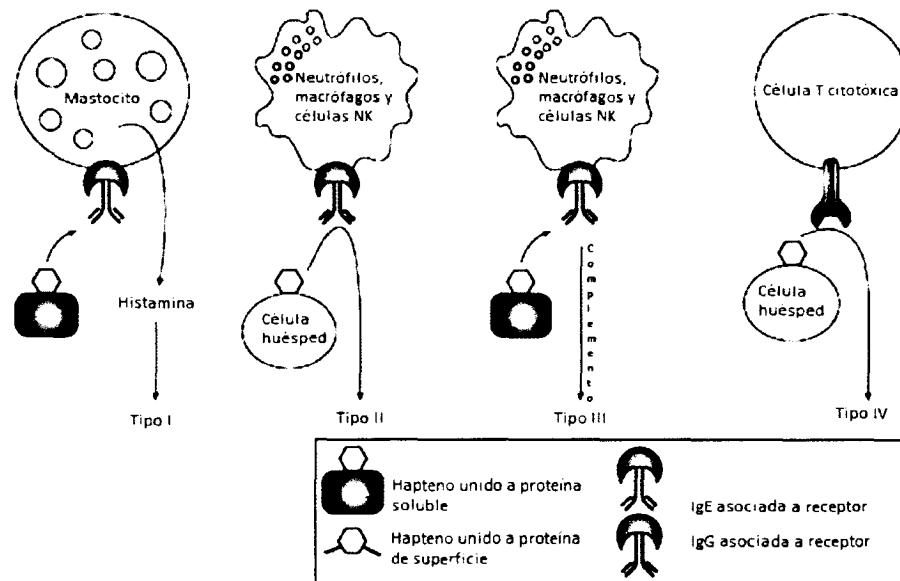 Mastocito
Neutrófilos,
macrófagos y
células NK
Neutrófilos,
macrófagos y
células NK
Célula T citotóxica
Histamina
Célula
huésped
Complemento
Célula
huésped
Tipo I
Tipo II
Tipo III
Tipo IV
Hapteno unido a proteína
soluble
Hapteno unido a proteína
de superficie
IgE asociada a receptor
IgG asociada a receptor